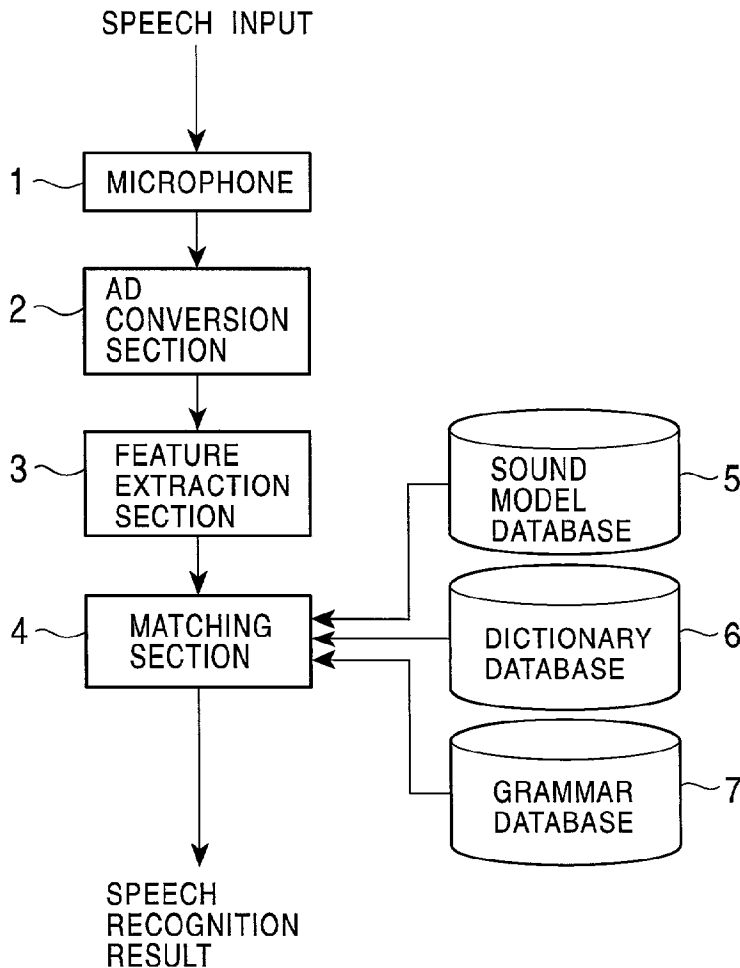 SPEECH INPUT
1
MICROPHONE
2
AD
CONVERSION
SECTION
3
FEATURE
EXTRACTION
SECTION
SOUND
MODEL
DATABASE
5
4
MATCHING
SECTION
DICTIONARY
DATABASE
6
GRAMMAR
DATABASE
7
SPEECH
RECOGNITION
RESULT